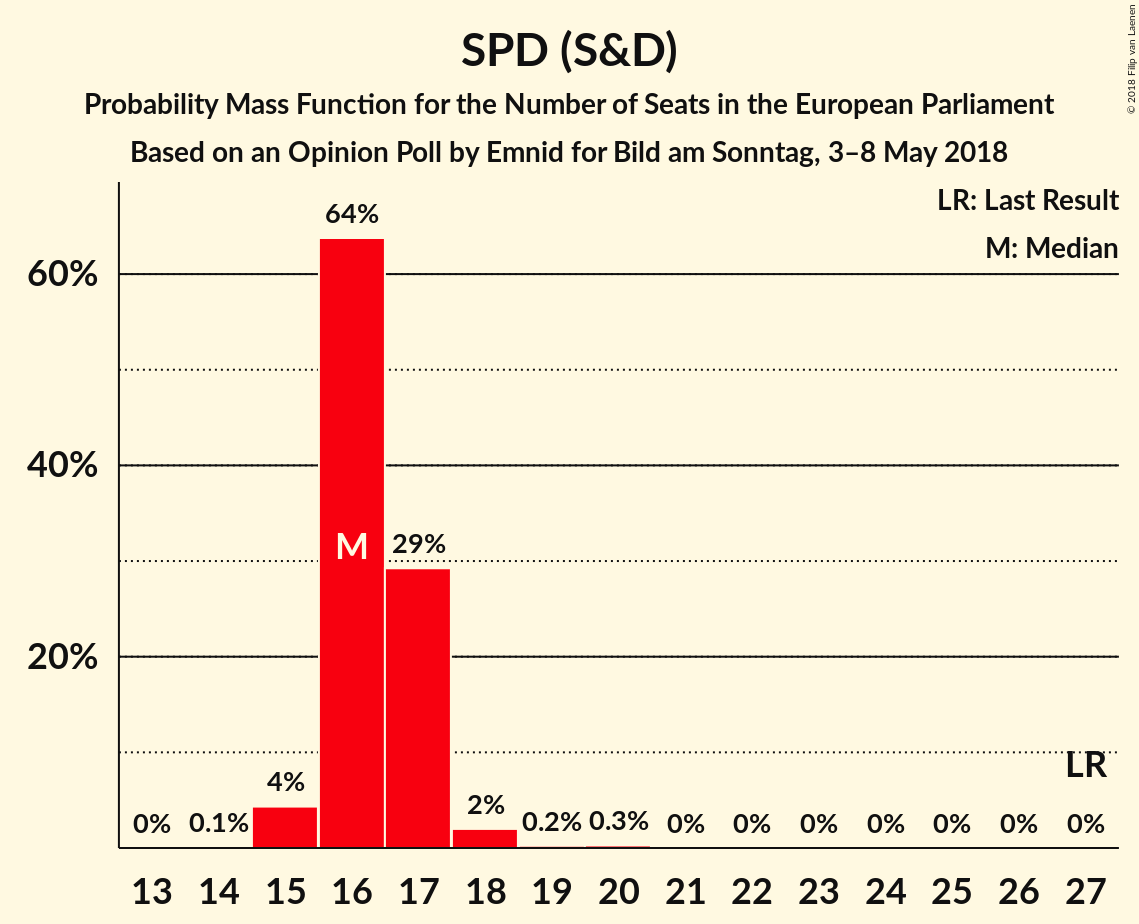 SPD (S&D)
Probability Mass Function for the Number of Seats in the European Parliament
Based on an Opinion Poll by Emnid for Bild am Sonntag, 3–8 May 2018
© 2018 Filip van Laenen
LR: Last Result
M: Median
60%
40%
20%
0% 0.1% 4% 64% 29% 2% 0.2% 0.3% 0% 0% 0% 0% 0% 0% 0%
M
LR
13 14 15 16 17 18 19 20 21 22 23 24 25 26 27